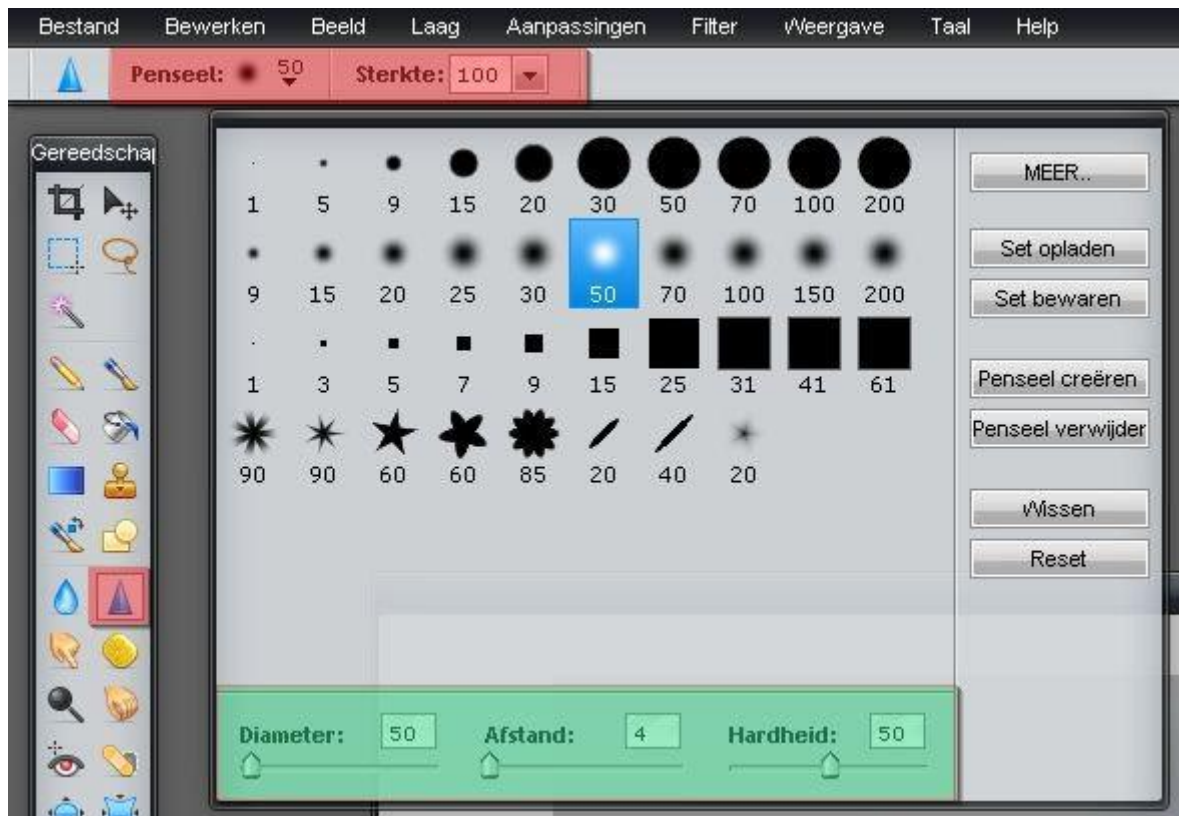 Bestand Bewerken Beeld Laag Aanpassingen Filter Weergave Taal Help
Penseel: 50 Sterkte: 100
Gereedschap
1 5 9 15 20 30 50 70 100 200
9 15 20 25 30 50 70 100 150 200
1 3 5 7 9 15 25 31 41 61
90 90 60 60 85 20 40 20
MEER..
Set opladen
Set bewaren
Penseel creëren
Penseel verwijder
Wissen
Reset
Diameter: 50 Afstand: 4 Hardheid: 50